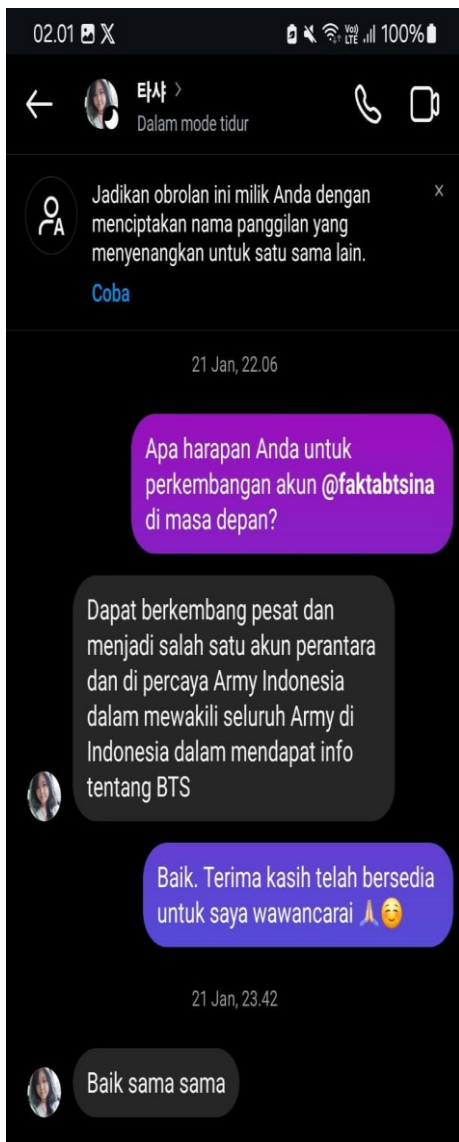 02.01
Vo))
LTE
100%
타샤
Dalam mode tidur
Jadikan obrolan ini milik Anda dengan
menciptakan nama panggilan yang
menyenangkan untuk satu sama lain.
Coba
21 Jan, 22.06
Apa harapan Anda untuk
perkembangan akun @faktabtsina
di masa depan?
Dapat berkembang pesat dan
menjadi salah satu akun perantara
dan di percaya Army Indonesia
dalam mewakili seluruh Army di
Indonesia dalam mendapat info
tentang BTS
Baik. Terima kasih telah bersedia
untuk saya wawancarai 🙏🏻☺️
21 Jan, 23.42
Baik sama sama